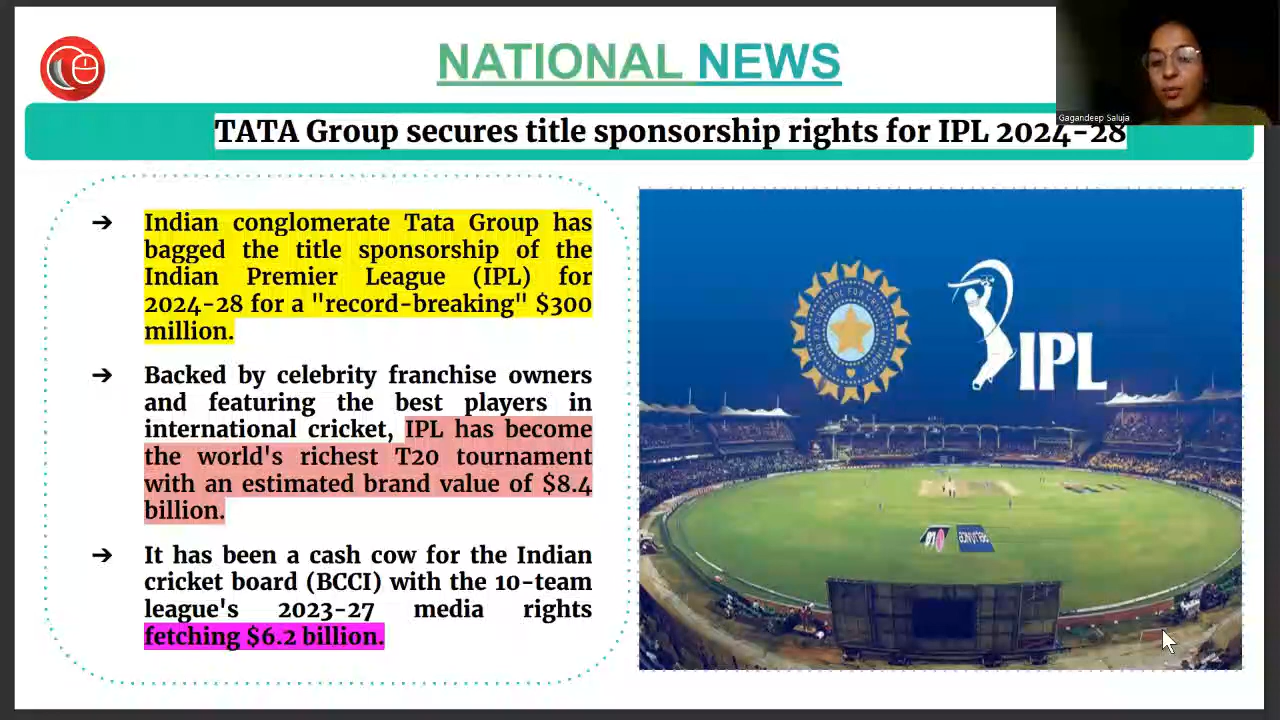 NATIONAL NEWS
Gagandeep Saluja
TATA Group secures title sponsorship rights for IPL 2024-28
➔ Indian conglomerate Tata Group has
bagged the title sponsorship of the
Indian Premier League (IPL) for
2024-28 for a "record-breaking" $300
million.
➔ Backed by celebrity franchise owners
and featuring the best players in
international cricket, IPL has become
the world's richest T20 tournament
with an estimated brand value of $8.4
billion.
➔ It has been a cash cow for the Indian
cricket board (BCCI) with the 10-team
league's 2023-27 media rights
fetching $6.2 billion.
IPL